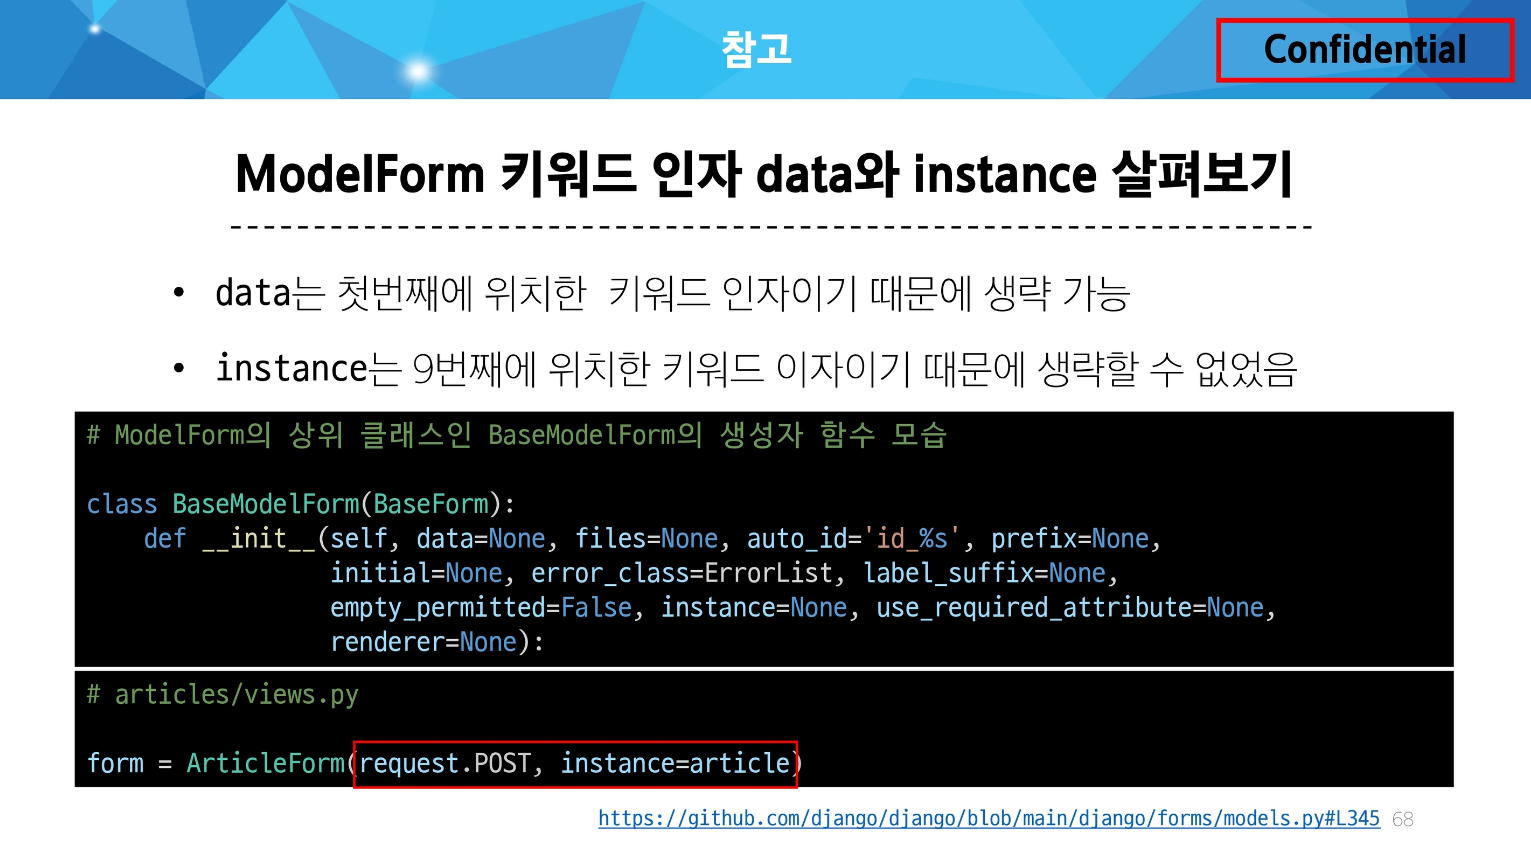 참고
Confidential
ModelForm 키워드 인자 data와 instance 살펴보기
• data는 첫번째에 위치한 키워드 인자이기 때문에 생략 가능
• instance는 9번째에 위치한 키워드 이자이기 때문에 생략할 수 없었음
# ModelForm의 상위 클래스인 BaseModelForm의 생성자 함수 모습
class BaseModelForm(BaseForm):
    def __init__(self, data=None, files=None, auto_id='id_%s', prefix=None,
                 initial=None, error_class=ErrorList, label_suffix=None,
                 empty_permitted=False, instance=None, use_required_attribute=None,
                 renderer=None):
# articles/views.py
form = ArticleForm(request.POST, instance=article)
https://github.com/django/django/blob/main/django/forms/models.py#L345 68